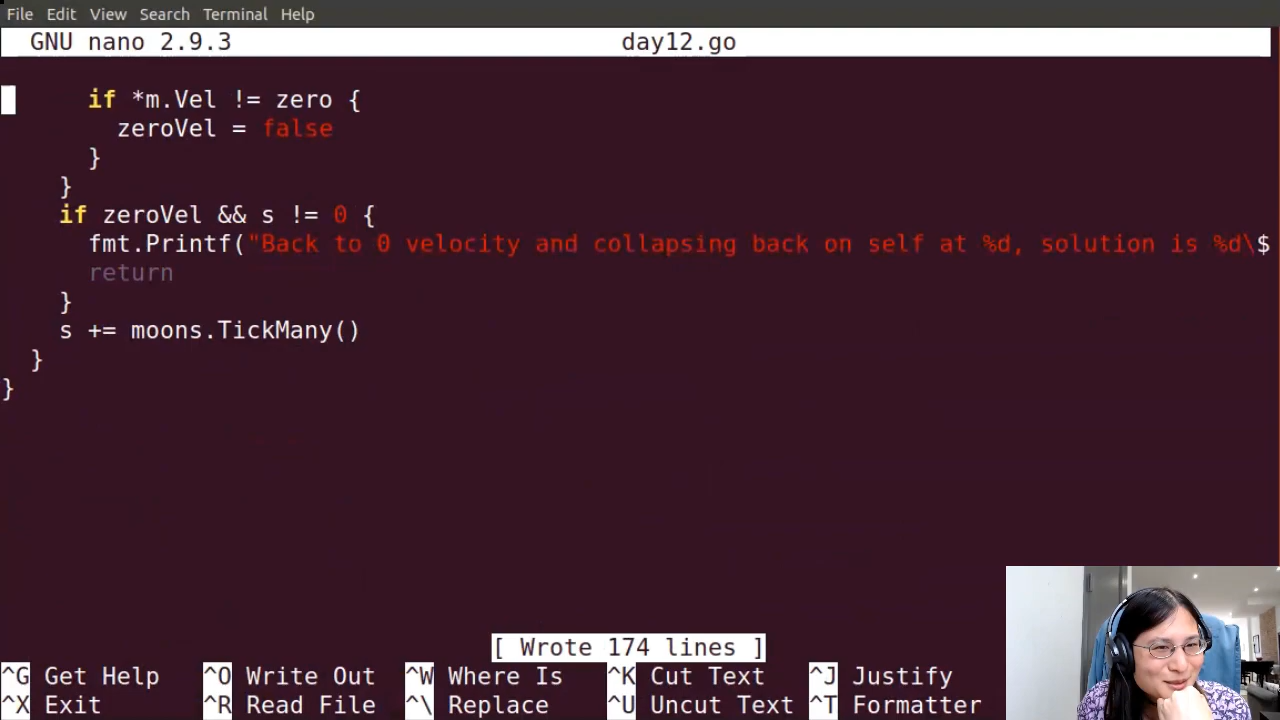 File Edit View Search Terminal Help
GNU nano 2.9.3 day12.go
if *m.Vel != zero {
zeroVel = false
}
}
if zeroVel && s != 0 {
fmt.Printf("Back to 0 velocity and collapsing back on self at %d, solution is %d\$
return
}
s += moons.TickMany()
}
}
[ Wrote 174 lines ]
^G Get Help ^O Write Out ^W Where Is ^K Cut Text ^J Justify
^X Exit ^R Read File ^\ Replace ^U Uncut Text ^T Formatter